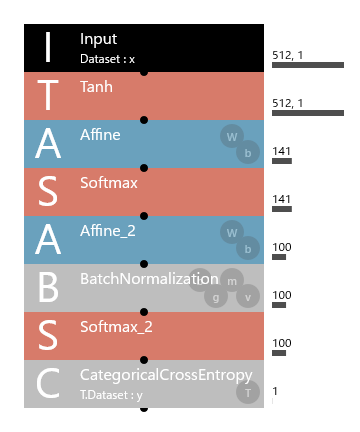 I Input
Dataset : x
512, 1
T Tanh
512, 1
A Affine
W
b
141
S Softmax
141
A Affine_2
W
b
100
B BatchNormalization
m
g v
100
S Softmax_2
100
C CategoricalCrossEntropy
T.Dataset : y
T
1